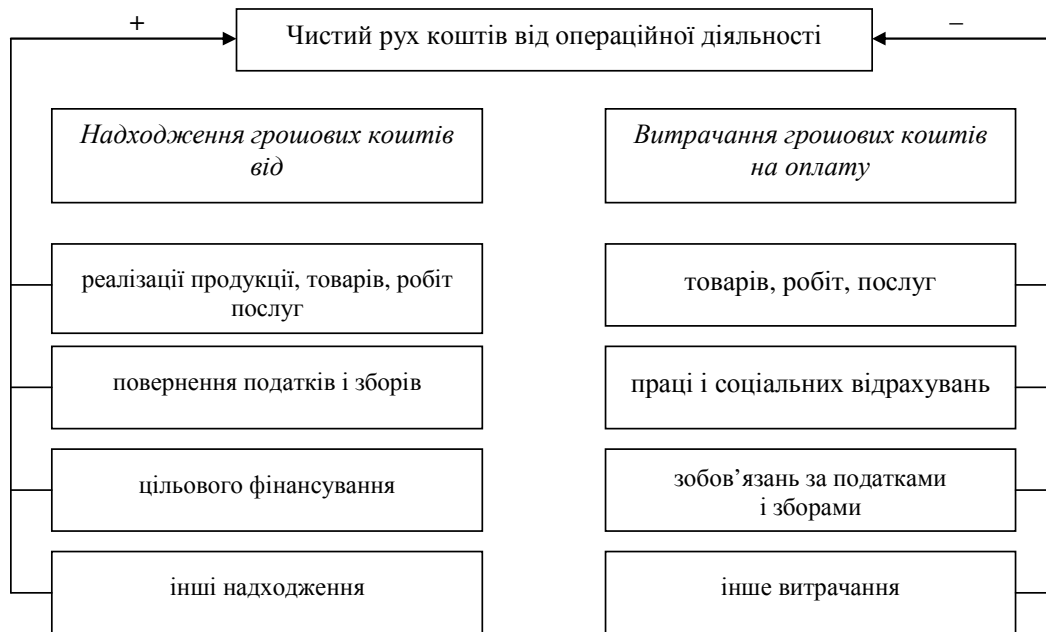 +
Чистий рух коштів від операційної діяльності
–
Надходження грошових коштів
від
Витрачання грошових коштів
на оплату
реалізації продукції, товарів, робіт
послуг
товарів, робіт, послуг
повернення податків і зборів
праці і соціальних відрахувань
цільового фінансування
зобов’язань за податками
і зборами
інші надходження
інше витрачання